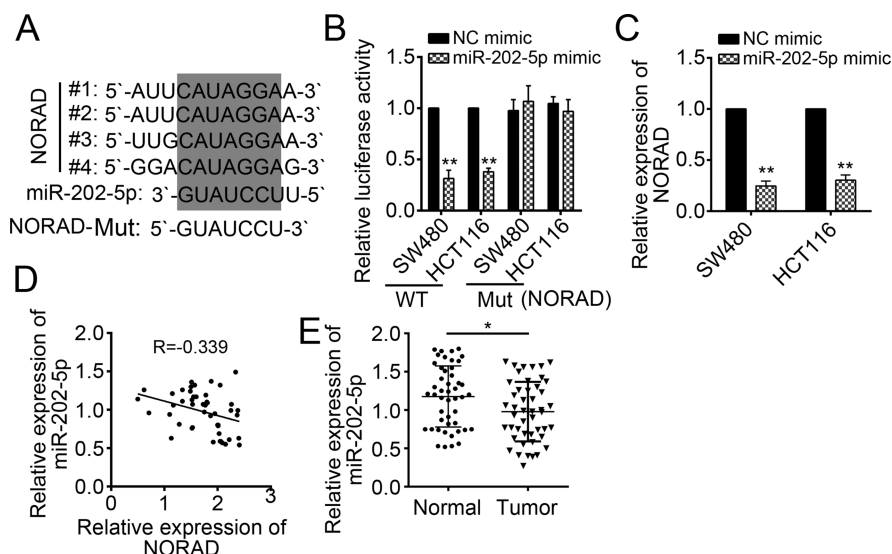 A
NORAD
#1: 5`-AUUCAUAGGAA-3`
#2: 5`-AUUCAUAGGAA-3`
#3: 5`-UUGCAUAGGAA-3`
#4: 5`-GGACAUAGGAG-3`
miR-202-5p: 3`-GUAUCCUU-5`
NORAD-Mut: 5`-GUAUCCU-3`
B
NC mimic
miR-202-5p mimic
Relative luciferase activity
1.5
1.0
0.5
0.0
**
**
SW480
HCT116
SW480
HCT116
WT
Mut (NORAD)
C
NC mimic
miR-202-5p mimic
Relative expression of
NORAD
1.5
1.0
0.5
0.0
**
**
SW480
HCT116
D
R=-0.339
Relative expression of
miR-202-5p
2.0
1.5
1.0
0.5
0.0
0
1
2
3
Relative expression of
NORAD
E
*
Relative expression of
miR-202-5p
2.0
1.5
1.0
0.5
0.0
Normal
Tumor